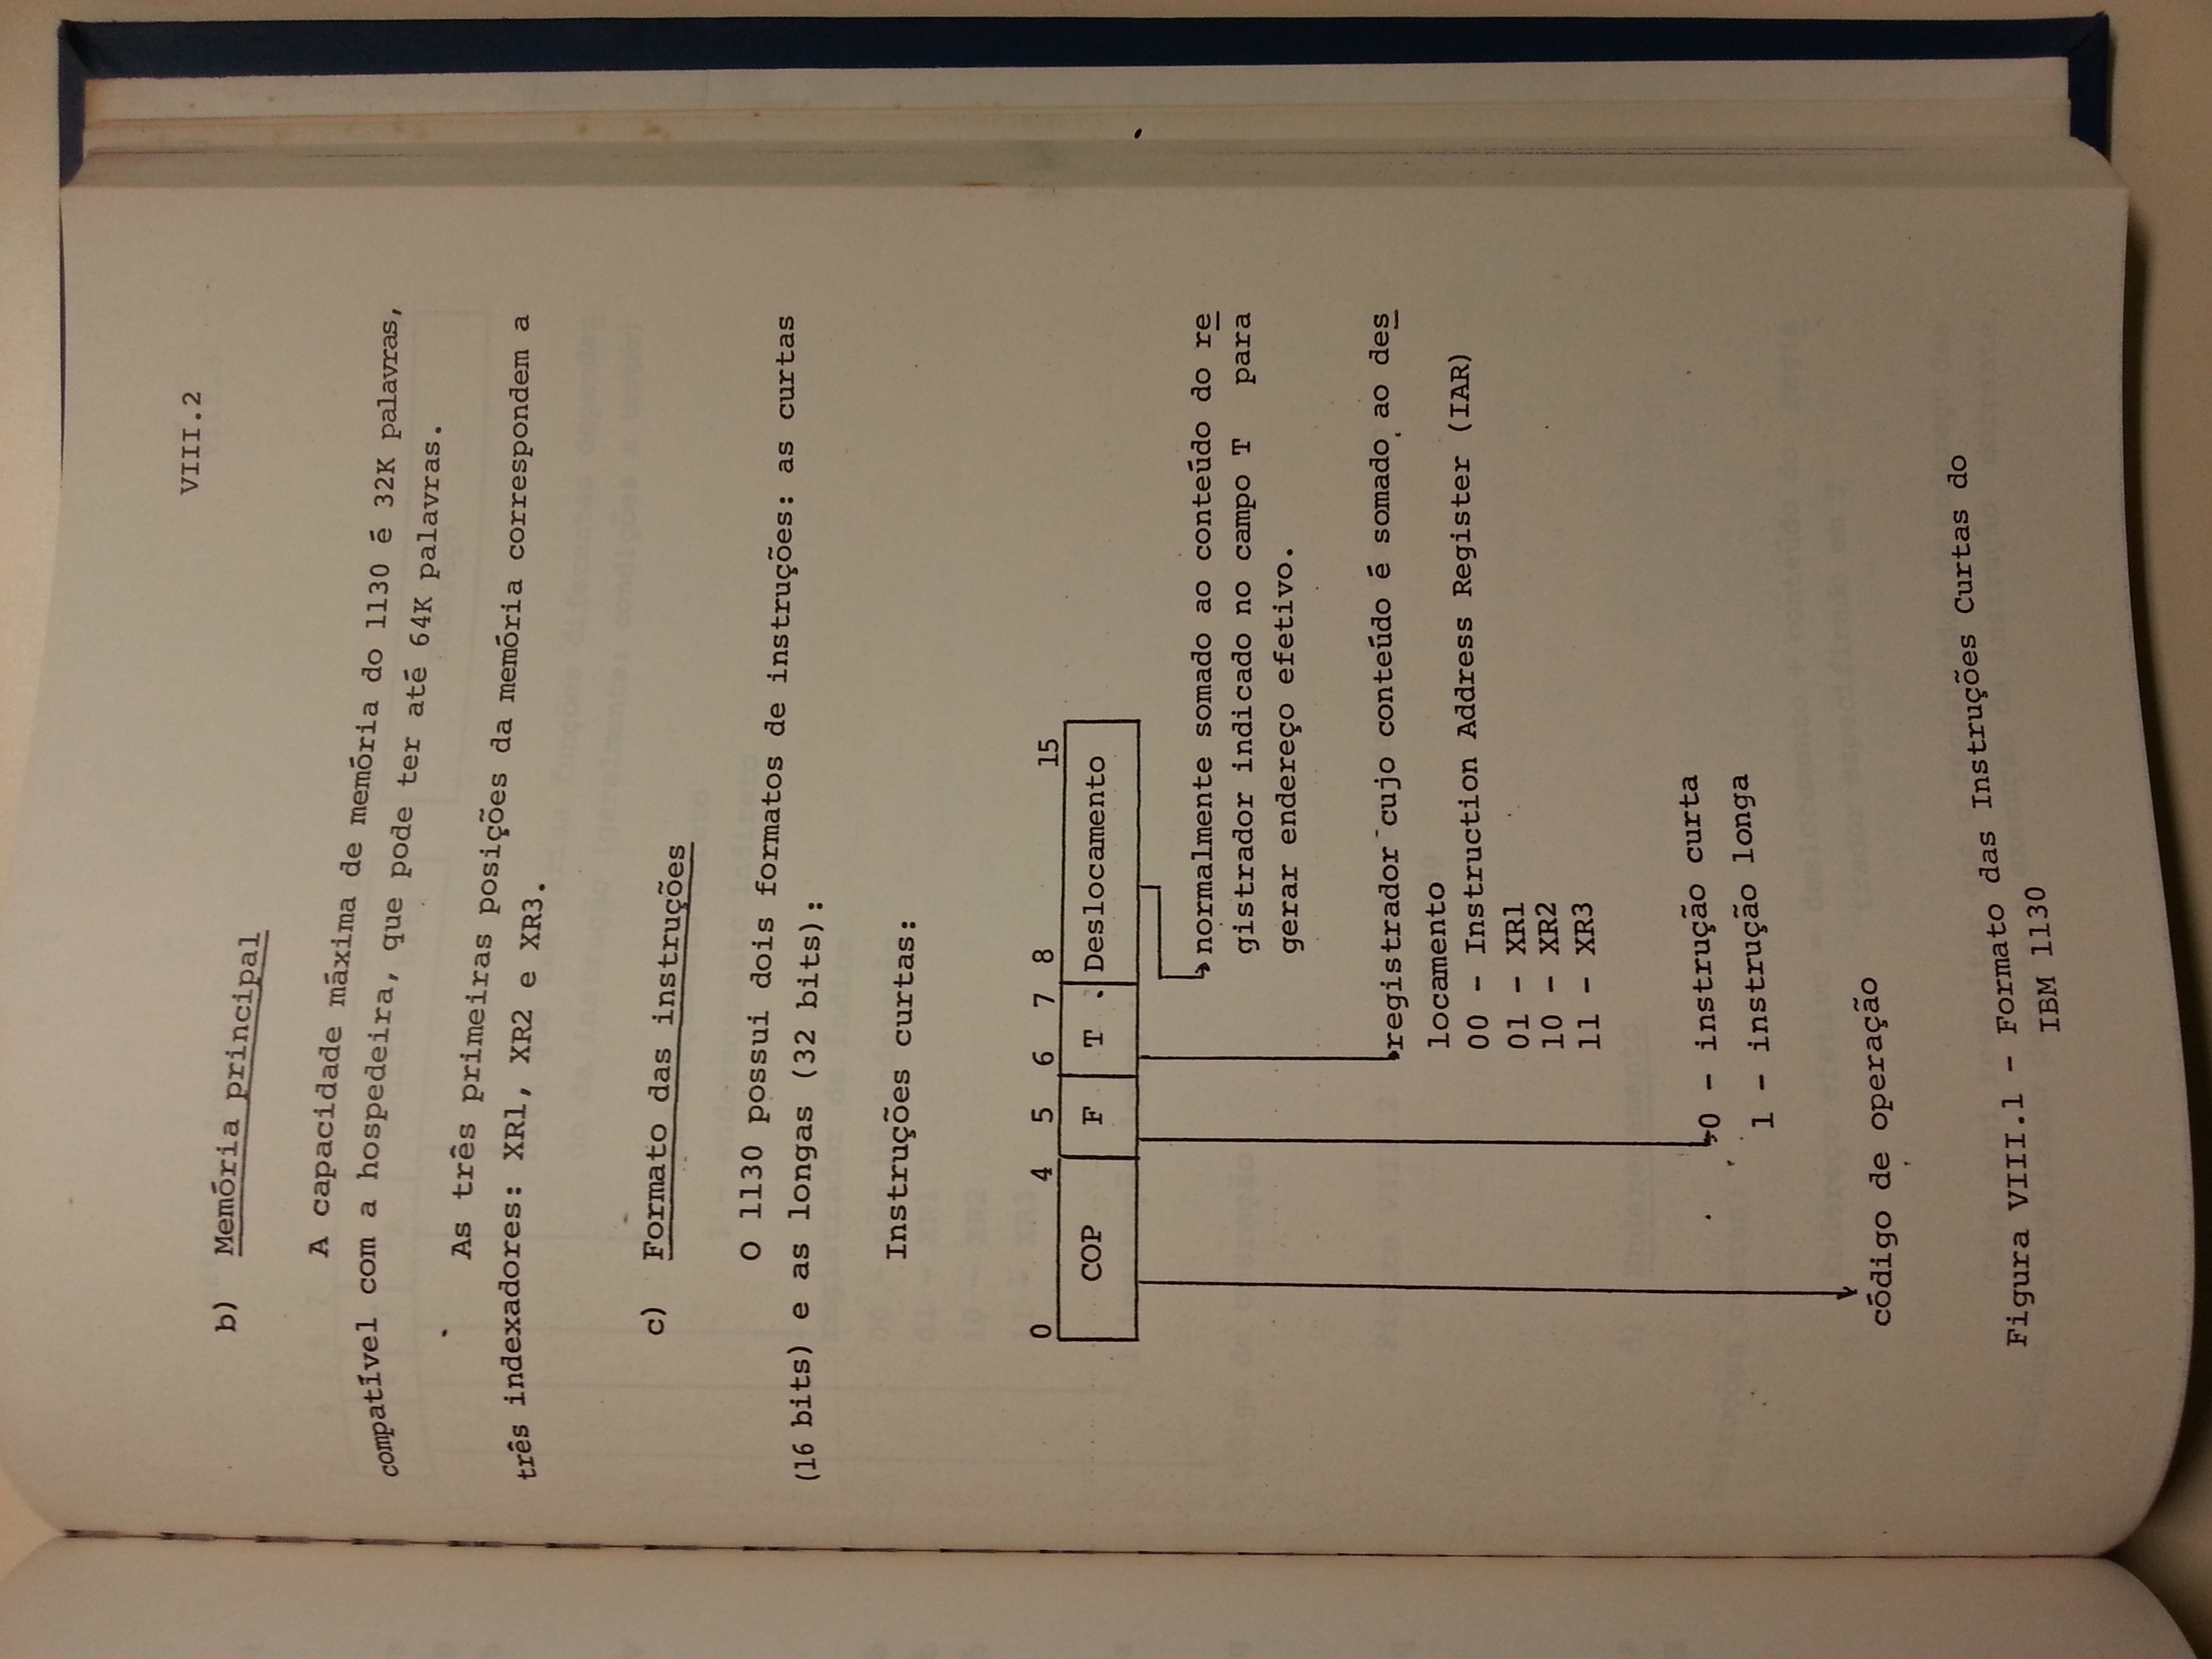 VIII.2
b) Memória principal
A capacidade máxima de memória do 1130 é 32K palavras,
compatível com a hospedeira, que pode ter até 64K palavras.
As três primeiras posições da memória correspondem a
três indexadores: XR1, XR2 e XR3.
c) Formato das instruções
O 1130 possui dois formatos de instruções: as curtas
(16 bits) e as longas (32 bits):
Instruções curtas:
0 4 5 6 7 8 15
COP F T Deslocamento
normalmente somado ao conteúdo do re
gistrador indicado no campo T para
gerar endereço efetivo.
registrador cujo conteúdo é somado ao des
locamento
00 - Instruction Address Register (IAR)
01 - XR1
10 - XR2
11 - XR3
0 - instrução curta
1 - instrução longa
código de operação
Figura VIII.1 - Formato das Instruções Curtas do
IBM 1130